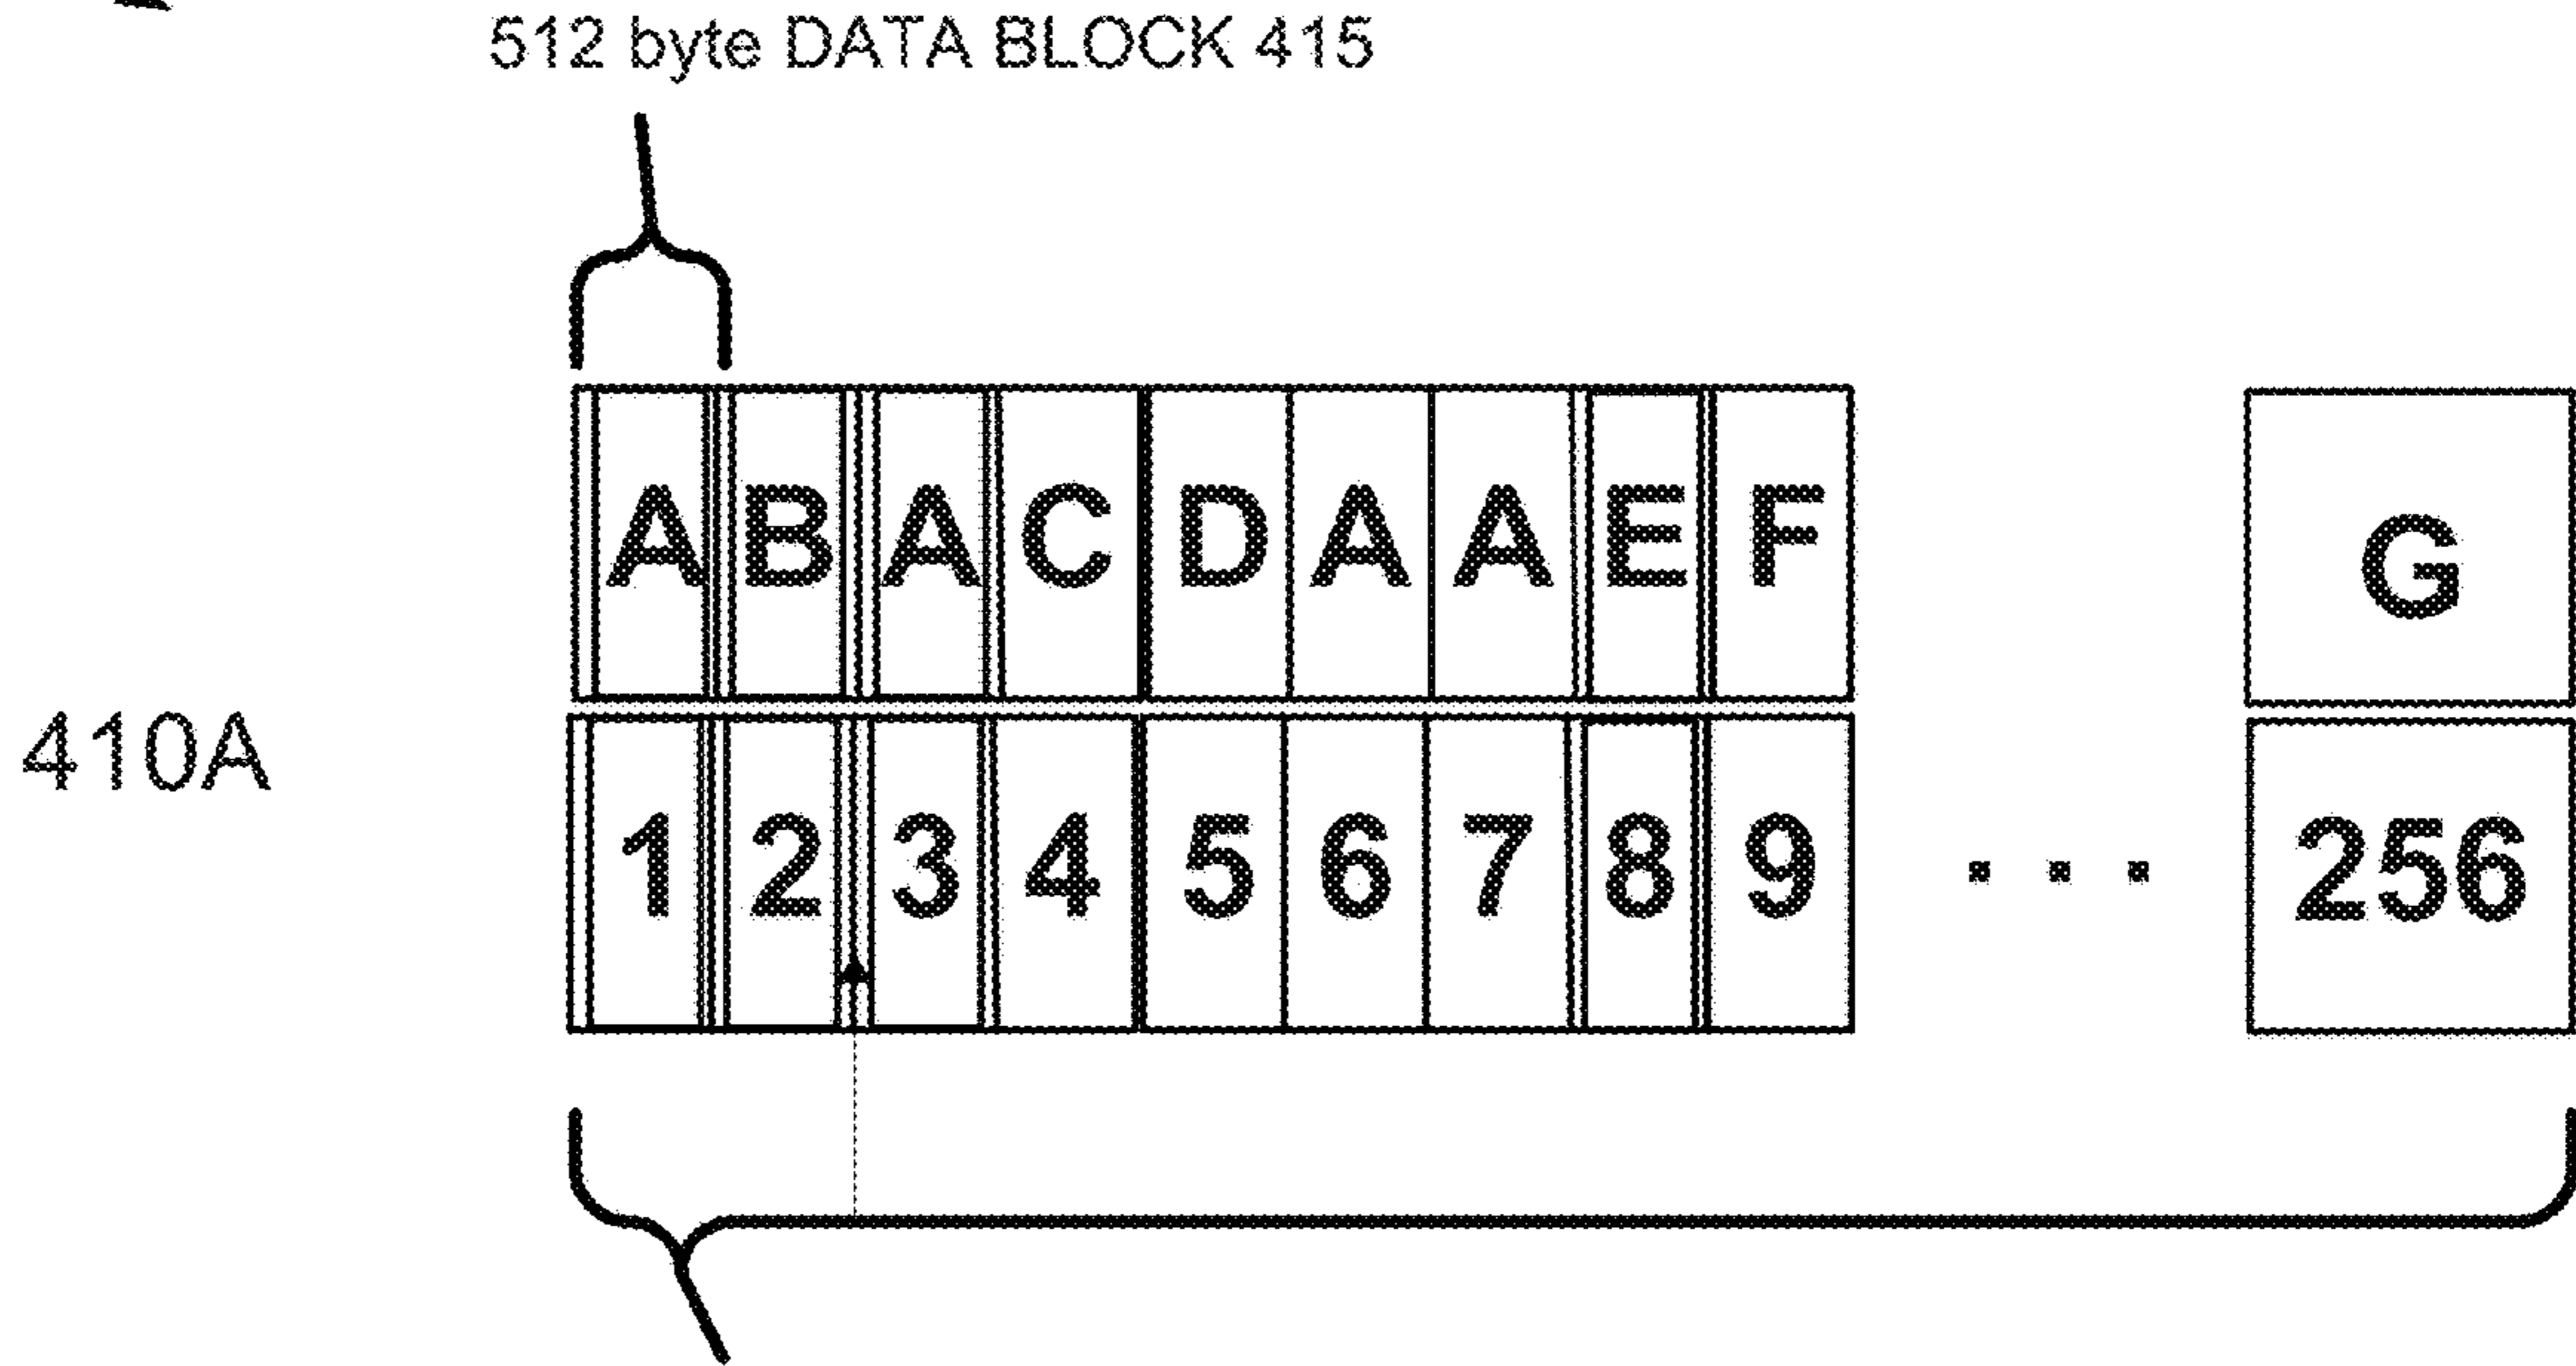 512 byte DATA BLOCK 415
A B A C D A A E F G
410A
1 2 3 4 5 6 7 8 9 . . . 256